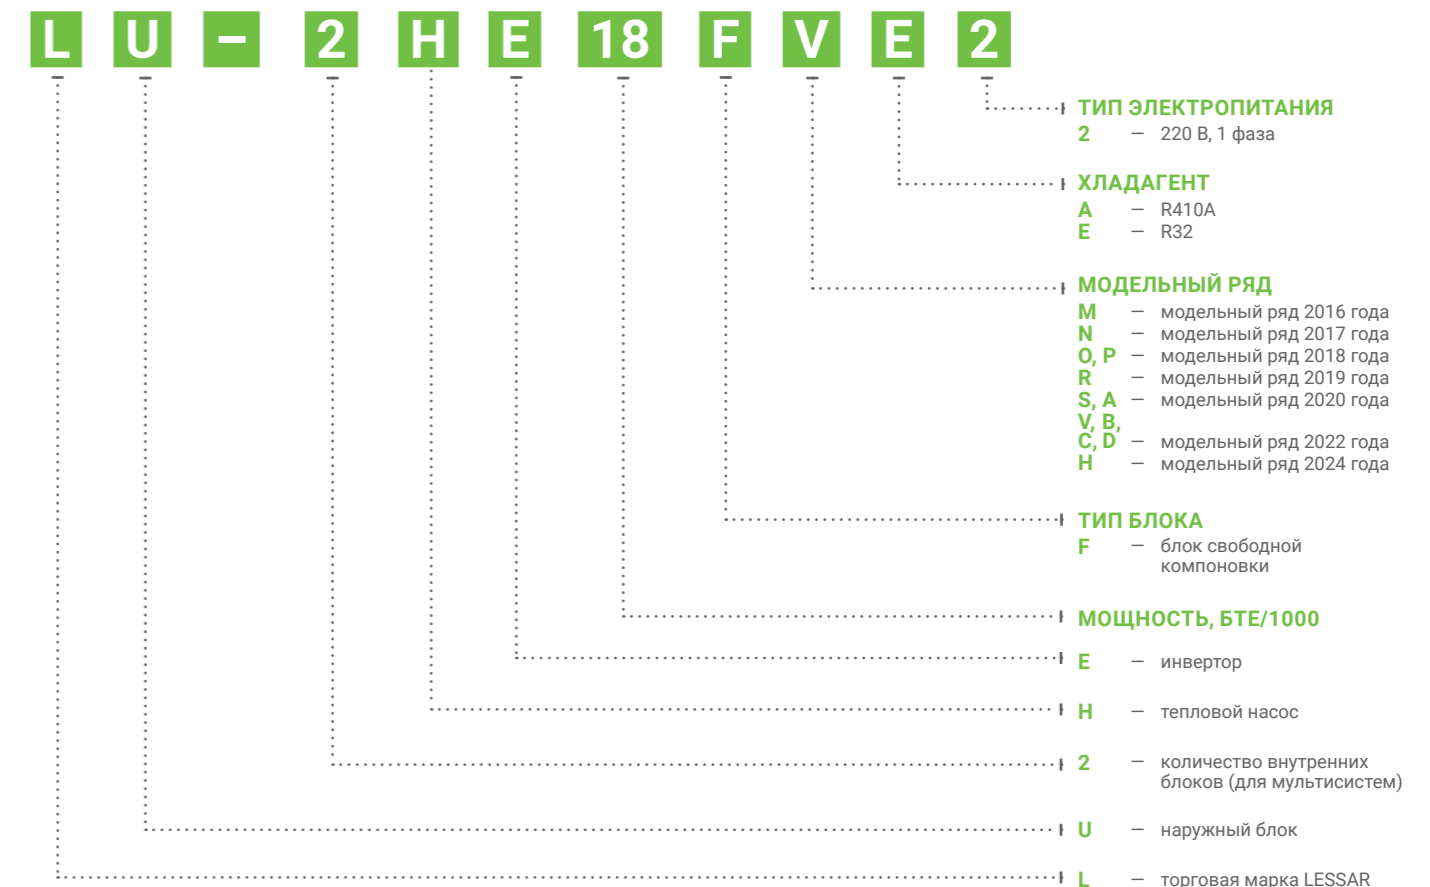 LU-2HE18FVE2
ТИП ЭЛЕКТРОПИТАНИЯ
2 — 220 В, 1 фаза
ХЛАДАГЕНТ
A — R410A
E — R32
МОДЕЛЬНЫЙ РЯД
M — модельный ряд 2016 года
N — модельный ряд 2017 года
O, P — модельный ряд 2018 года
R — модельный ряд 2019 года
S, A — модельный ряд 2020 года
V, B,
C, D — модельный ряд 2022 года
H — модельный ряд 2024 года
ТИП БЛОКА
F — блок свободной
компоновки
МОЩНОСТЬ, БТЕ/1000
E — инвертор
H — тепловой насос
2 — количество внутренних
блоков (для мультисистем)
U — наружный блок
L — торговая марка LESSAR